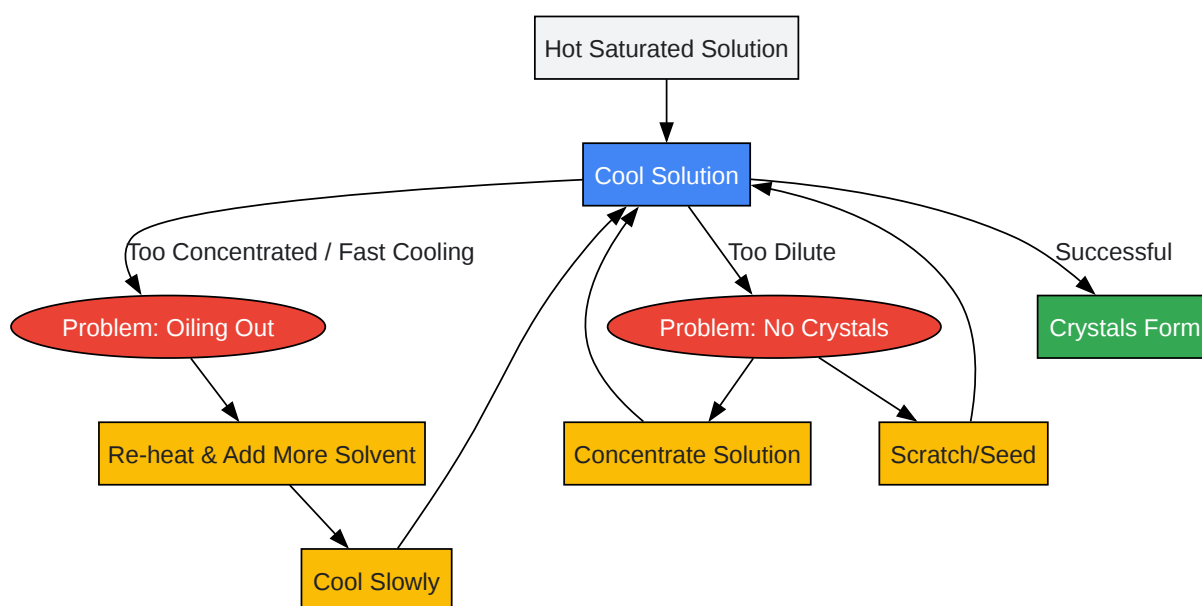 Hot Saturated Solution
Cool Solution
Too Concentrated / Fast Cooling
Too Dilute
Successful
Problem: Oiling Out
Problem: No Crystals
Crystals Form
Re-heat & Add More Solvent
Concentrate Solution
Scratch/Seed
Cool Slowly